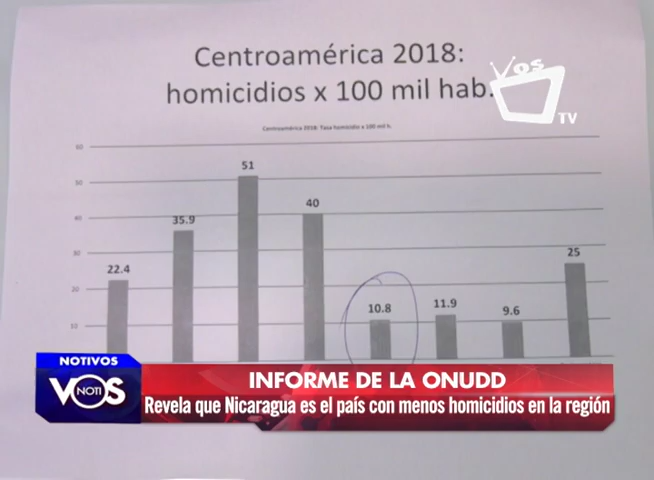 Centroamérica 2018:
homicidios x 100 mil hab.
VOS
TV
Centroamérica 2018: Tasa homicidio x 100 mil h.
60
50
40
30
20
10
22.4
35.9
51
40
10.8
11.9
9.6
25
NOTIVOS
VOS
NOTI
INFORME DE LA ONUDD
Revela que Nicaragua es el país con menos homicidios en la región